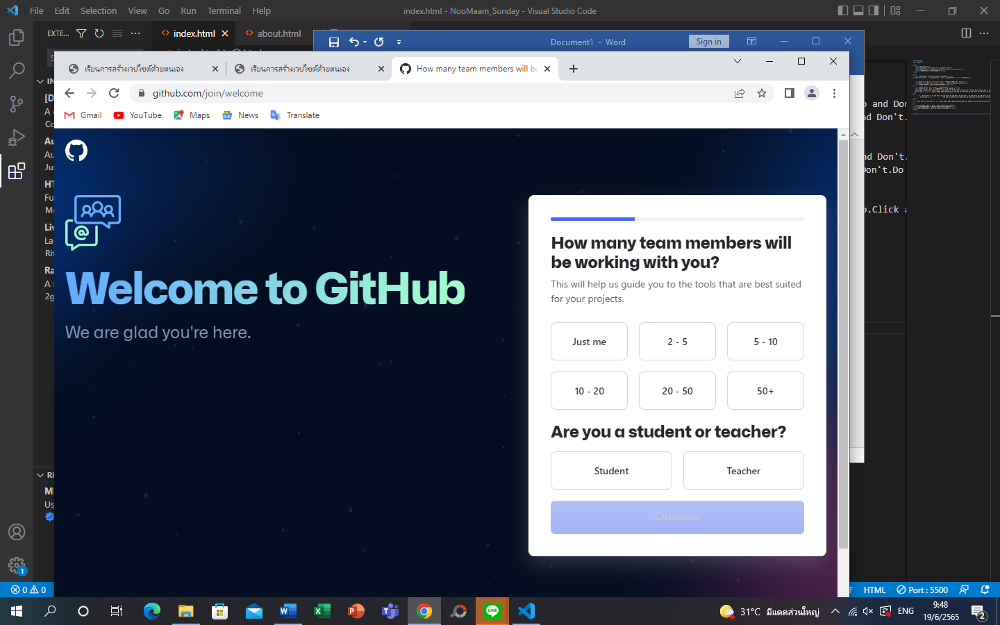 File Edit Selection View Go Run Terminal Help
index.html - NooMaam_Sunday - Visual Studio Code
EXTE...
index.html
about.html
Document1 - Word
Sign in
เรียนการสร้างเวปไซต์ด้วยตนเอง
เรียนการสร้างเวปไซต์ด้วยตนเอง
How many team members will be
github.com/join/welcome
Gmail
YouTube
Maps
News
Translate
Welcome to GitHub
We are glad you're here.
How many team members will
be working with you?
This will help us guide you to the tools that are best suited
for your projects.
Just me
2 - 5
5 - 10
10 - 20
20 - 50
50+
Are you a student or teacher?
Student
Teacher
Continue
and Don'
nd Don't.
nd Don't.
Don't.Do
.Click
0 0
1
HTML
Port : 5500
31°C มีแดดส่วนใหญ่
ENG
9:48
19/6/2565
2